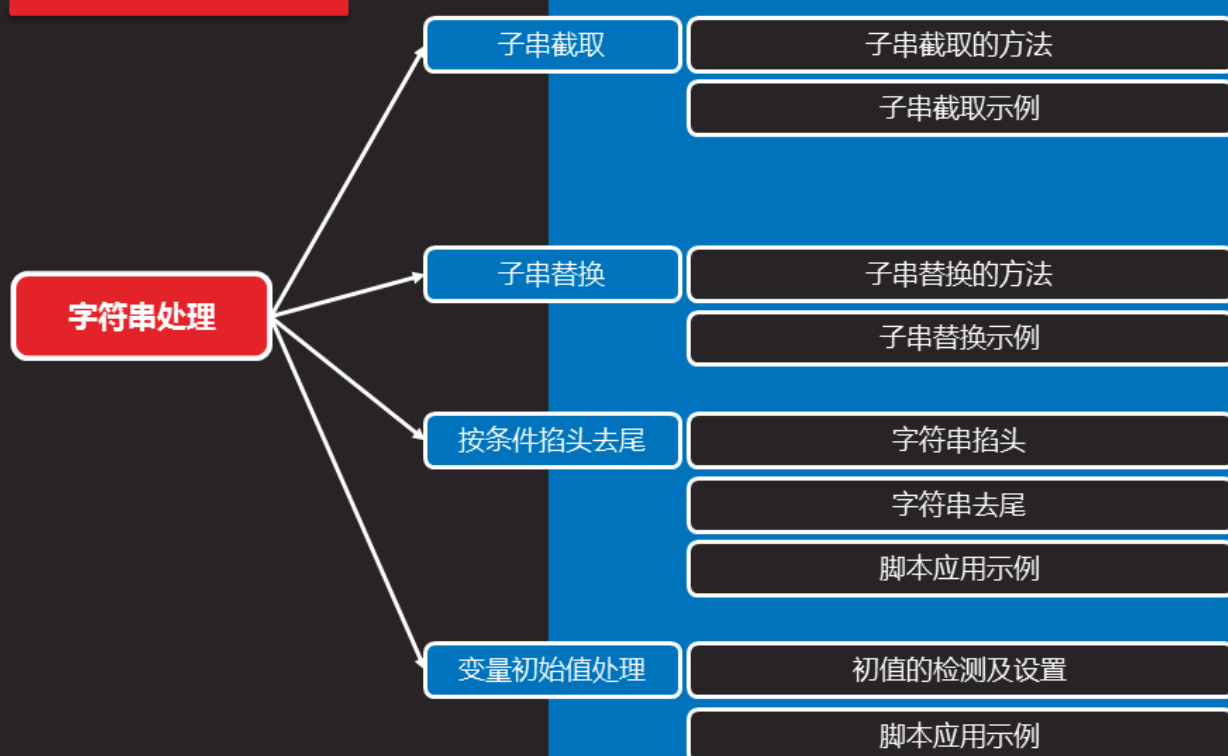 字符串处理
子串截取
子串截取的方法
子串截取示例
子串替换
子串替换的方法
子串替换示例
按条件掐头去尾
字符串掐头
字符串去尾
脚本应用示例
变量初始值处理
初值的检测及设置
脚本应用示例